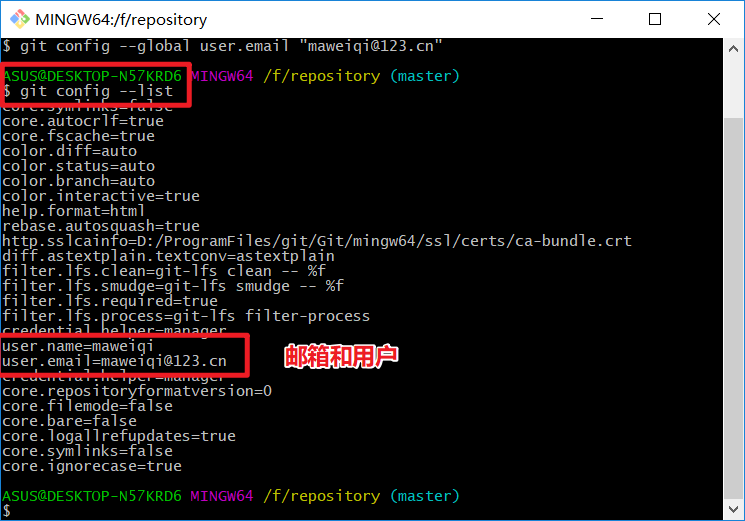 MINGW64:/f/repository
$ git config --global user.email "maweiqi@123.cn"
ASUS@DESKTOP-N57KRD6 MINGW64 /f/repository (master)
$ git config --list
core.symlinks=false
core.autocrlf=true
core.fscache=true
color.diff=auto
color.status=auto
color.branch=auto
color.interactive=true
help.format=html
rebase.autosquash=true
http.sslcainfo=D:/ProgramFiles/git/Git/mingw64/ssl/certs/ca-bundle.crt
diff.astextplain.textconv=astextplain
filter.lfs.clean=git-lfs clean -- %f
filter.lfs.smudge=git-lfs smudge -- %f
filter.lfs.required=true
filter.lfs.process=git-lfs filter-process
credential.helper=manager
user.name=maweiqi
user.email=maweiqi@123.cn
邮箱和用户
credential.helper=manager
core.repositoryformatversion=0
core.filemode=false
core.bare=false
core.logallrefupdates=true
core.symlinks=false
core.ignorecase=true
ASUS@DESKTOP-N57KRD6 MINGW64 /f/repository (master)
$